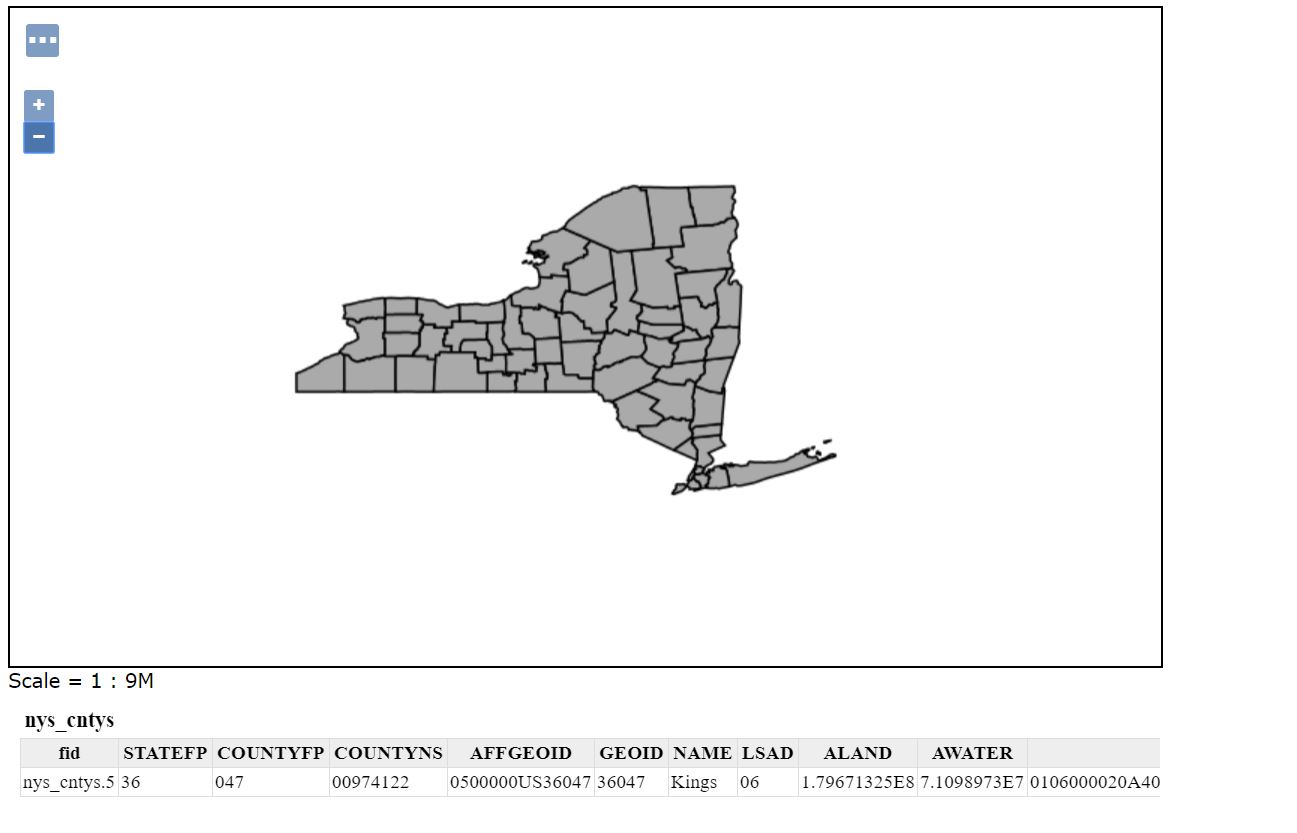 +
−
Scale = 1 : 9M
nys_cntys
fid STATEFP COUNTYFP COUNTYNS AFFGEOID GEOID NAME LSAD ALAND AWATER
nys_cntys.5 36 047 00974122 0500000US36047 36047 Kings 06 1.79671325E8 7.1098973E7 0106000020A40